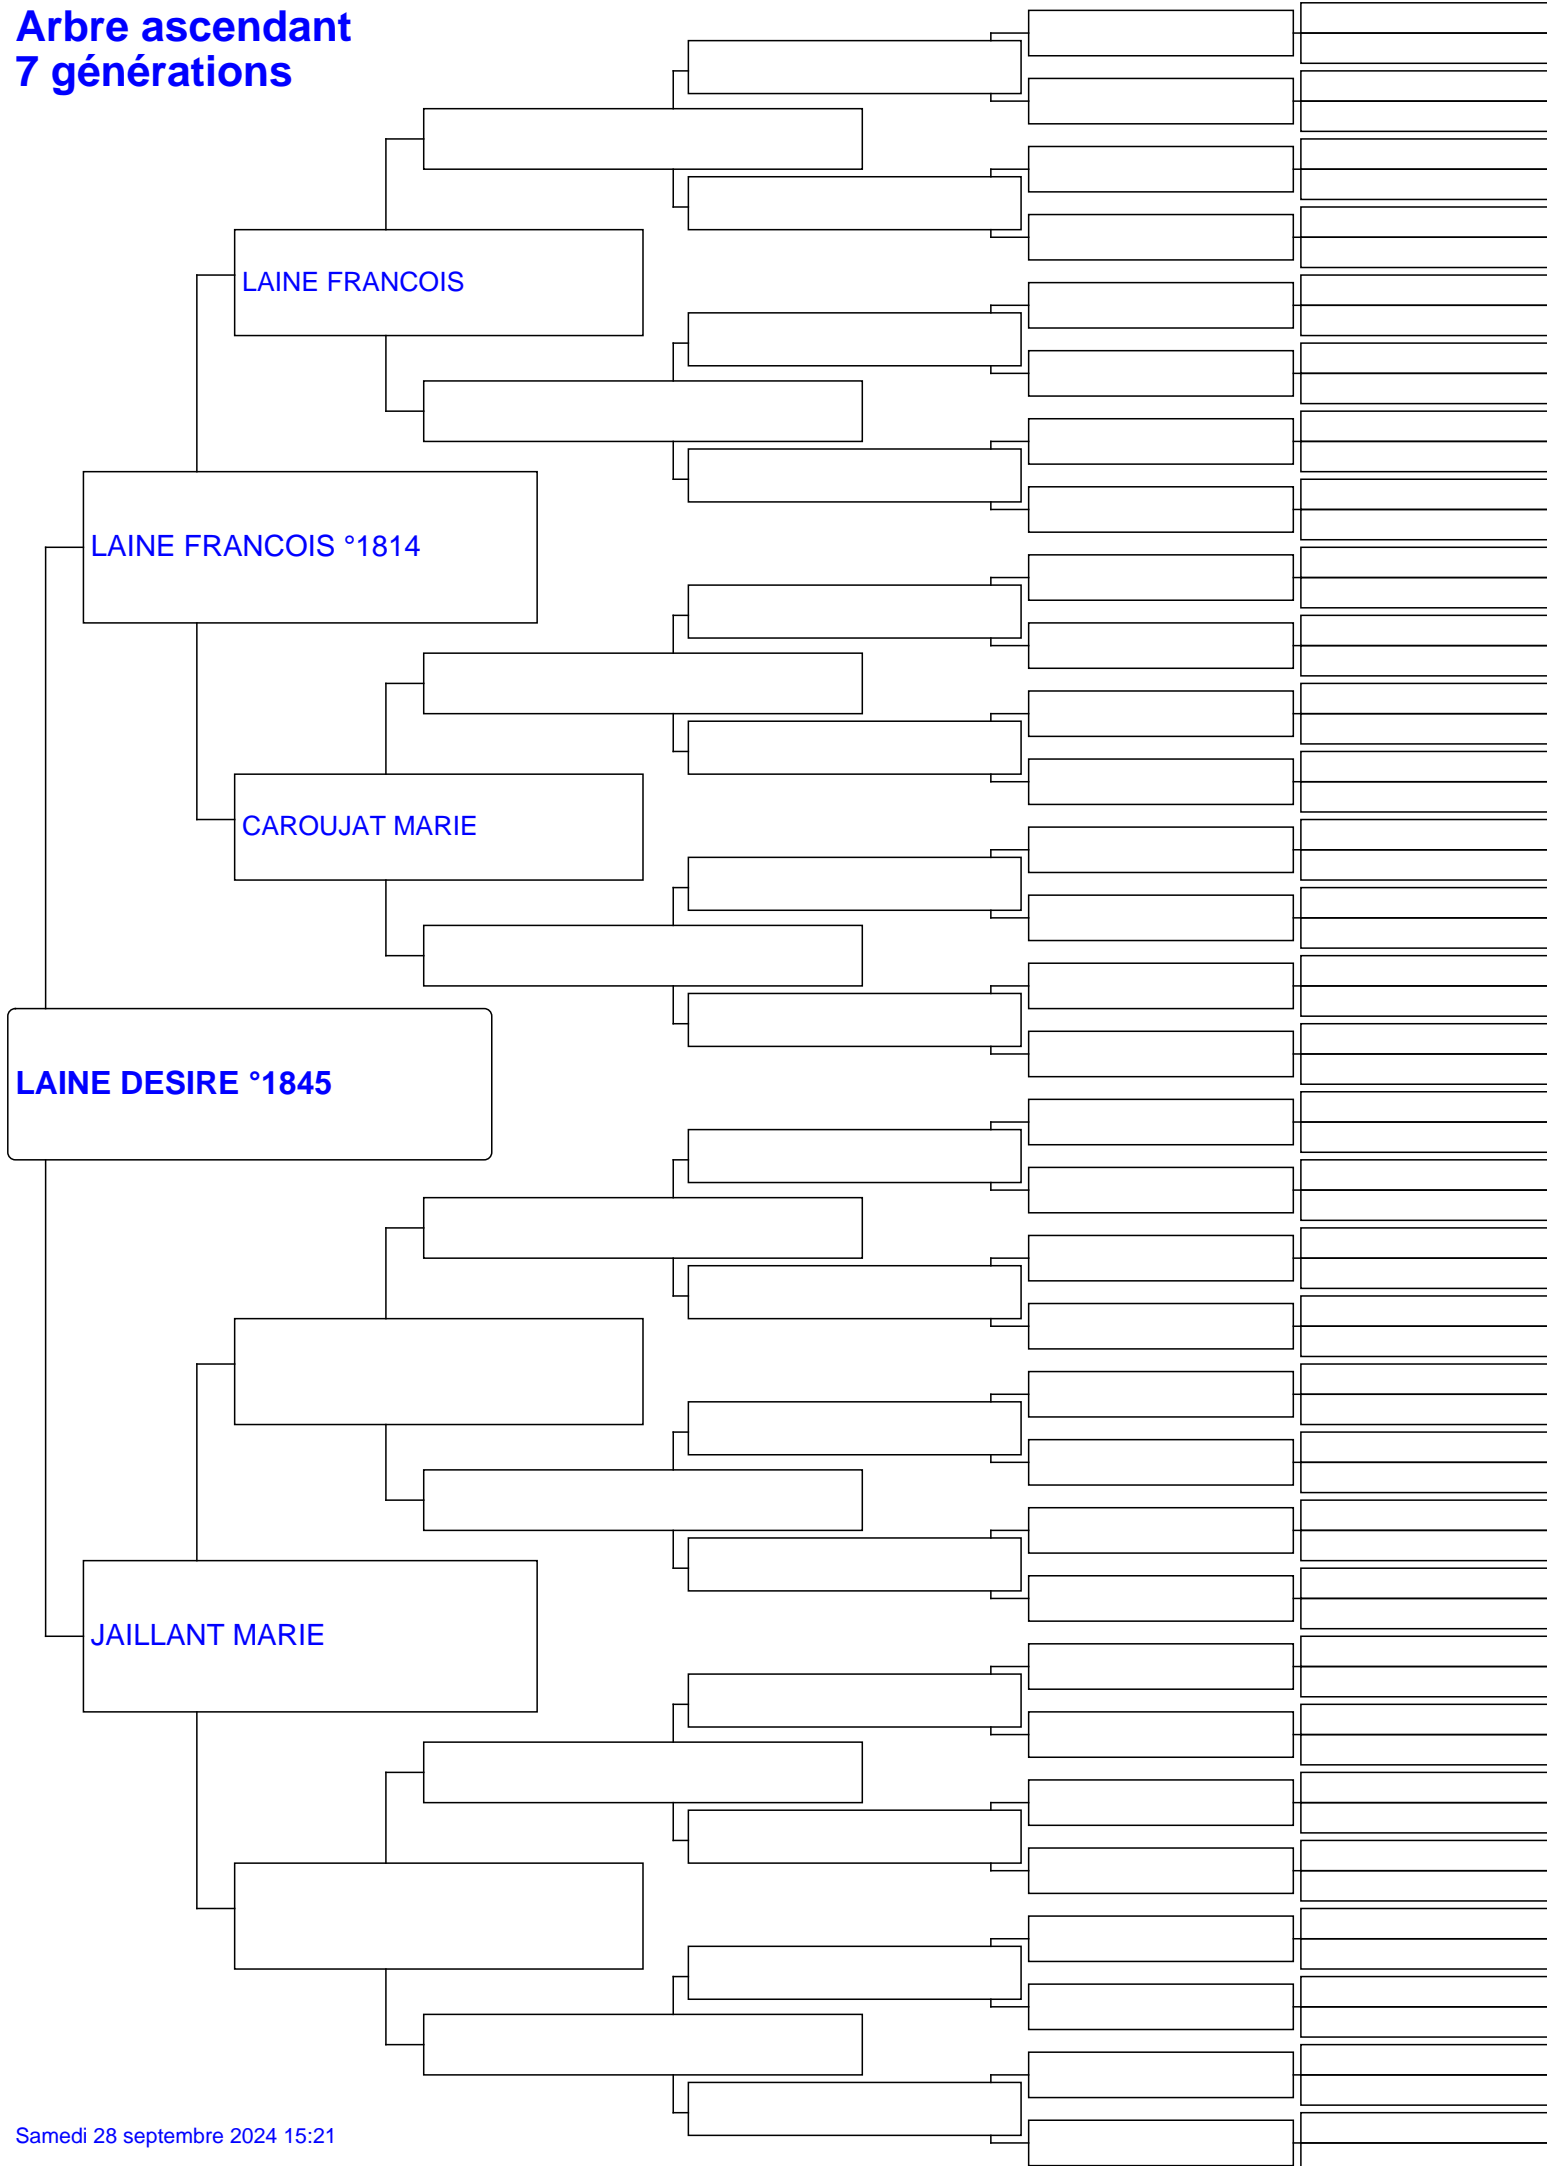 Arbre ascendant
7 générations
LAINE FRANCOIS
LAINE FRANCOIS °1814
CAROUJAT MARIE
LAINE DESIRE °1845
JAILLANT MARIE
Samedi 28 septembre 2024 15:21